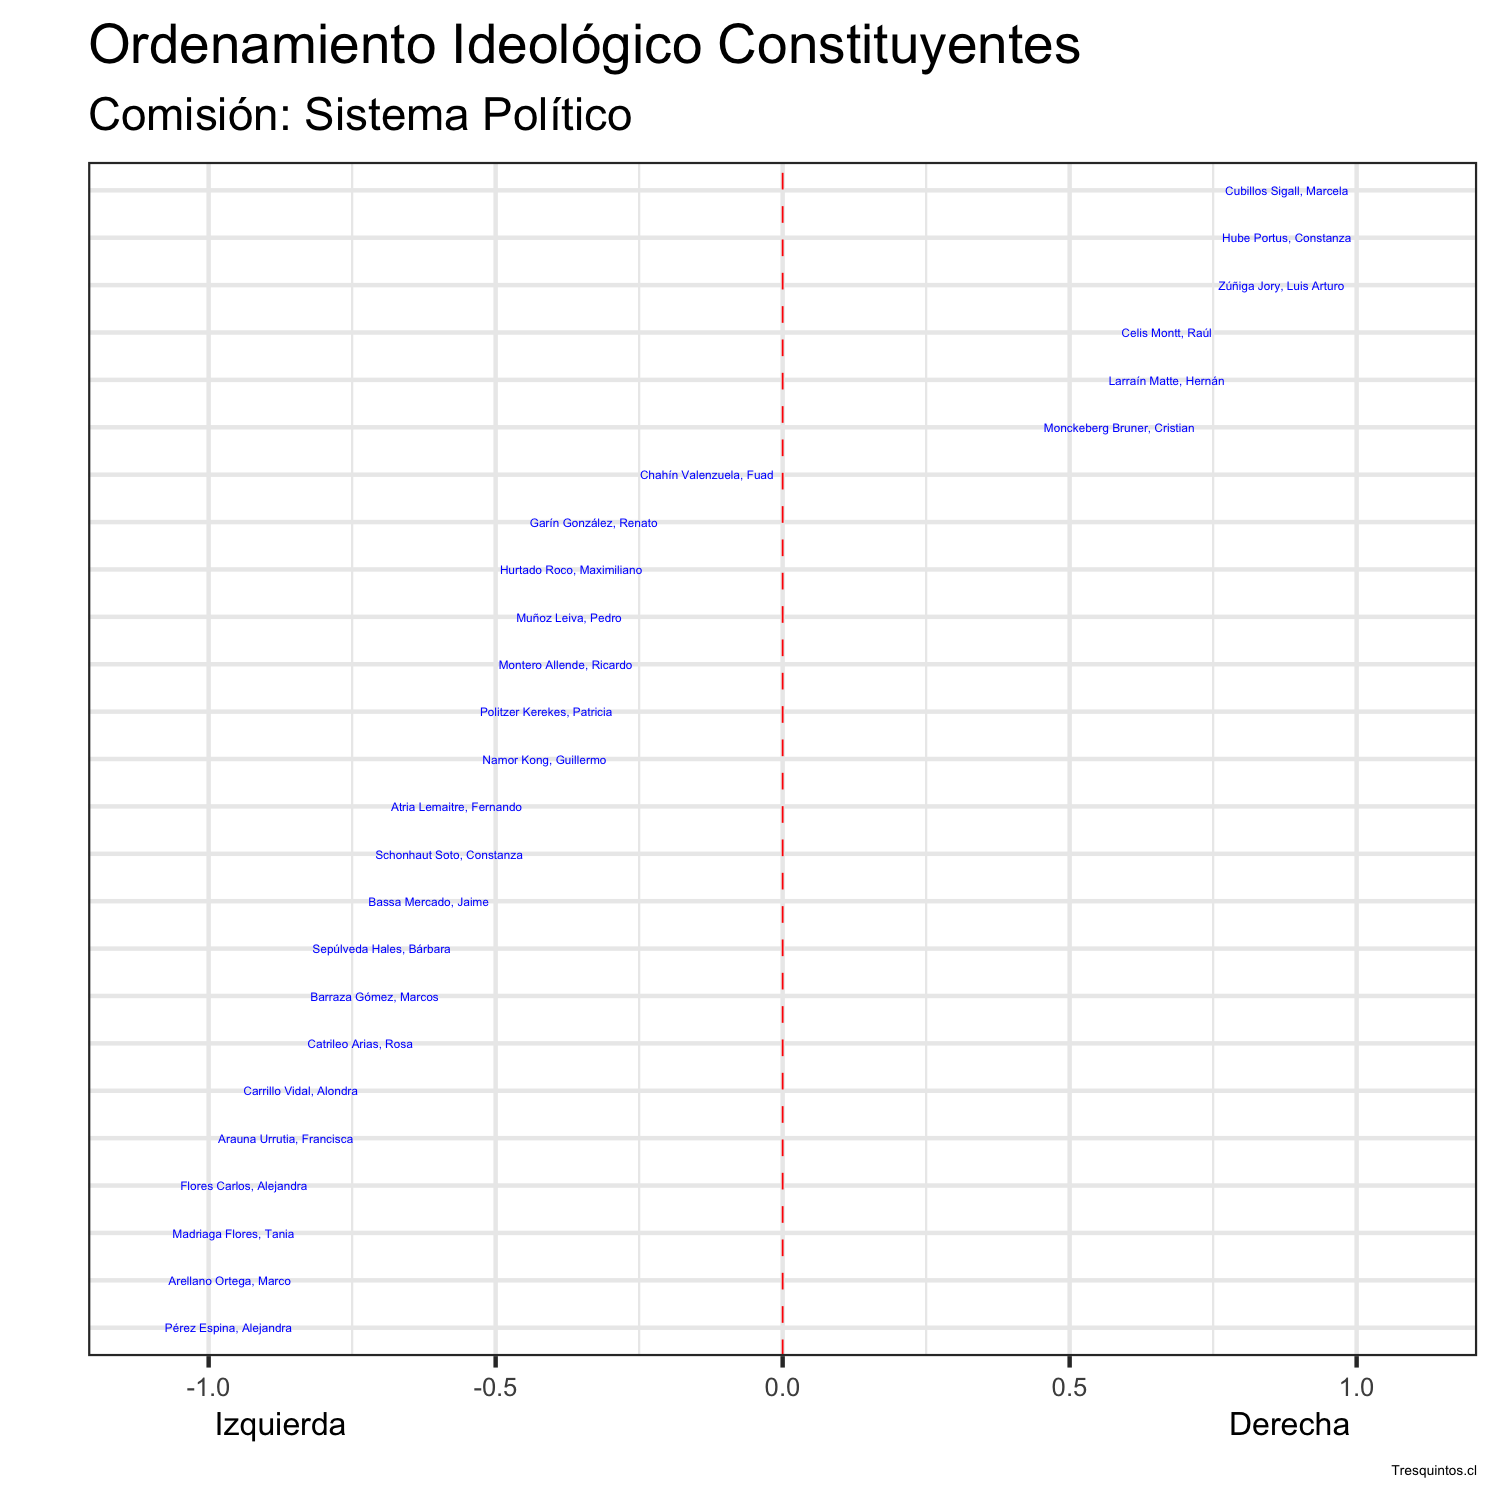 Ordenamiento Ideológico Constituyentes
Comisión: Sistema Político
Cubillos Sigall, Marcela
Hube Portus, Constanza
Zúñiga Jory, Luis Arturo
Celis Montt, Raúl
Larraín Matte, Hernán
Monckeberg Bruner, Cristian
Chahín Valenzuela, Fuad
Garín González, Renato
Hurtado Roco, Maximiliano
Muñoz Leiva, Pedro
Montero Allende, Ricardo
Politzer Kerekes, Patricia
Namor Kong, Guillermo
Atria Lemaitre, Fernando
Schonhaut Soto, Constanza
Bassa Mercado, Jaime
Sepúlveda Hales, Bárbara
Barraza Gómez, Marcos
Catrileo Arias, Rosa
Carrillo Vidal, Alondra
Arauna Urrutia, Francisca
Flores Carlos, Alejandra
Madriaga Flores, Tania
Arellano Ortega, Marco
Pérez Espina, Alejandra
-1.0 -0.5 0.0 0.5 1.0
Izquierda Derecha
Tresquintos.cl